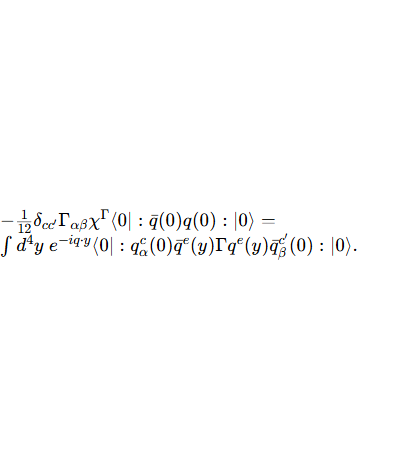 $-\frac{1}{12}\delta_{cc'}\Gamma_{\alpha\beta}\chi^{\Gamma}\langle 0|:\bar{q}(0)q(0):|0\rangle =$
$\int d^4y\, e^{-iq\cdot y}\langle 0|:q^c_\alpha(0)\bar{q}^e(y)\Gamma q^e(y)\bar{q}^{c'}_\beta(0):|0\rangle.$